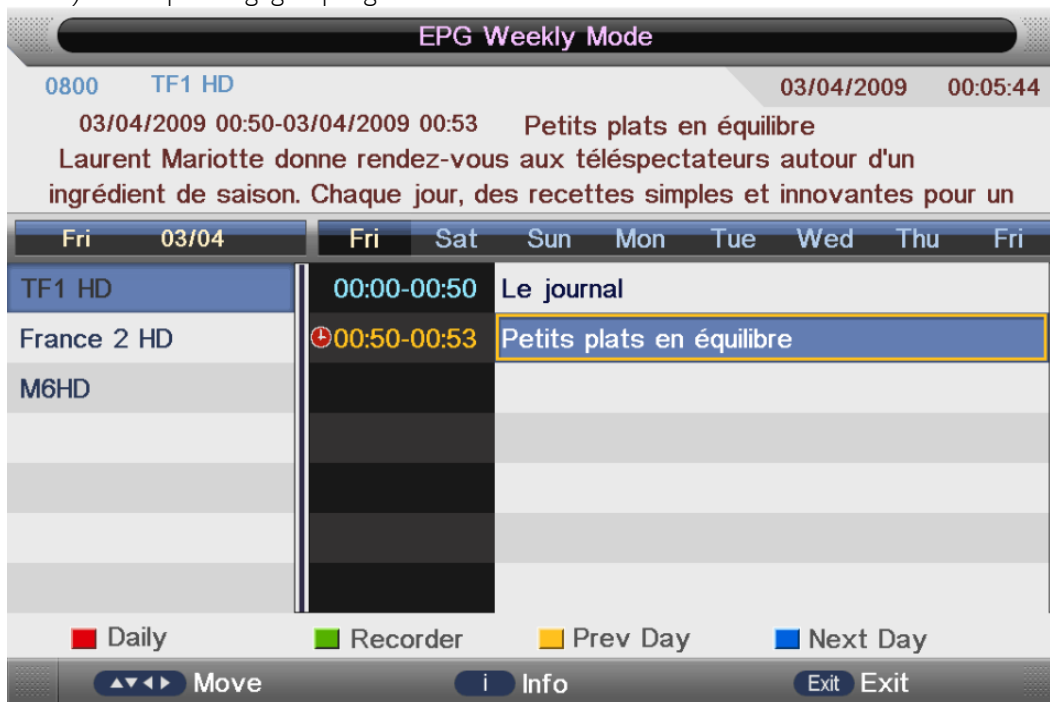 EPG Weekly Mode
0800 TF1 HD 03/04/2009 00:05:44
03/04/2009 00:50-03/04/2009 00:53 Petits plats en équilibre
Laurent Mariotte donne rendez-vous aux téléspectateurs autour d'un
ingrédient de saison. Chaque jour, des recettes simples et innovantes pour un
Fri 03/04 Fri Sat Sun Mon Tue Wed Thu Fri
TF1 HD 00:00-00:50 Le journal
France 2 HD 00:50-00:53 Petits plats en équilibre
M6HD
Daily Recorder Prev Day Next Day
Move i Info Exit Exit